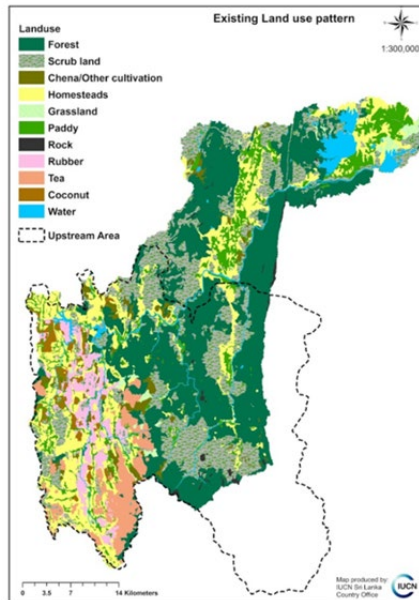 Existing Land use pattern
1:300,000
Landuse
Forest
Scrub land
Chena/Other cultivation
Homesteads
Grassland
Paddy
Rock
Rubber
Tea
Coconut
Water
Upstream Area
0 3.5 7 14 Kilometers
Map produced by:
IUCN Sri Lanka
Country Office
IUCN